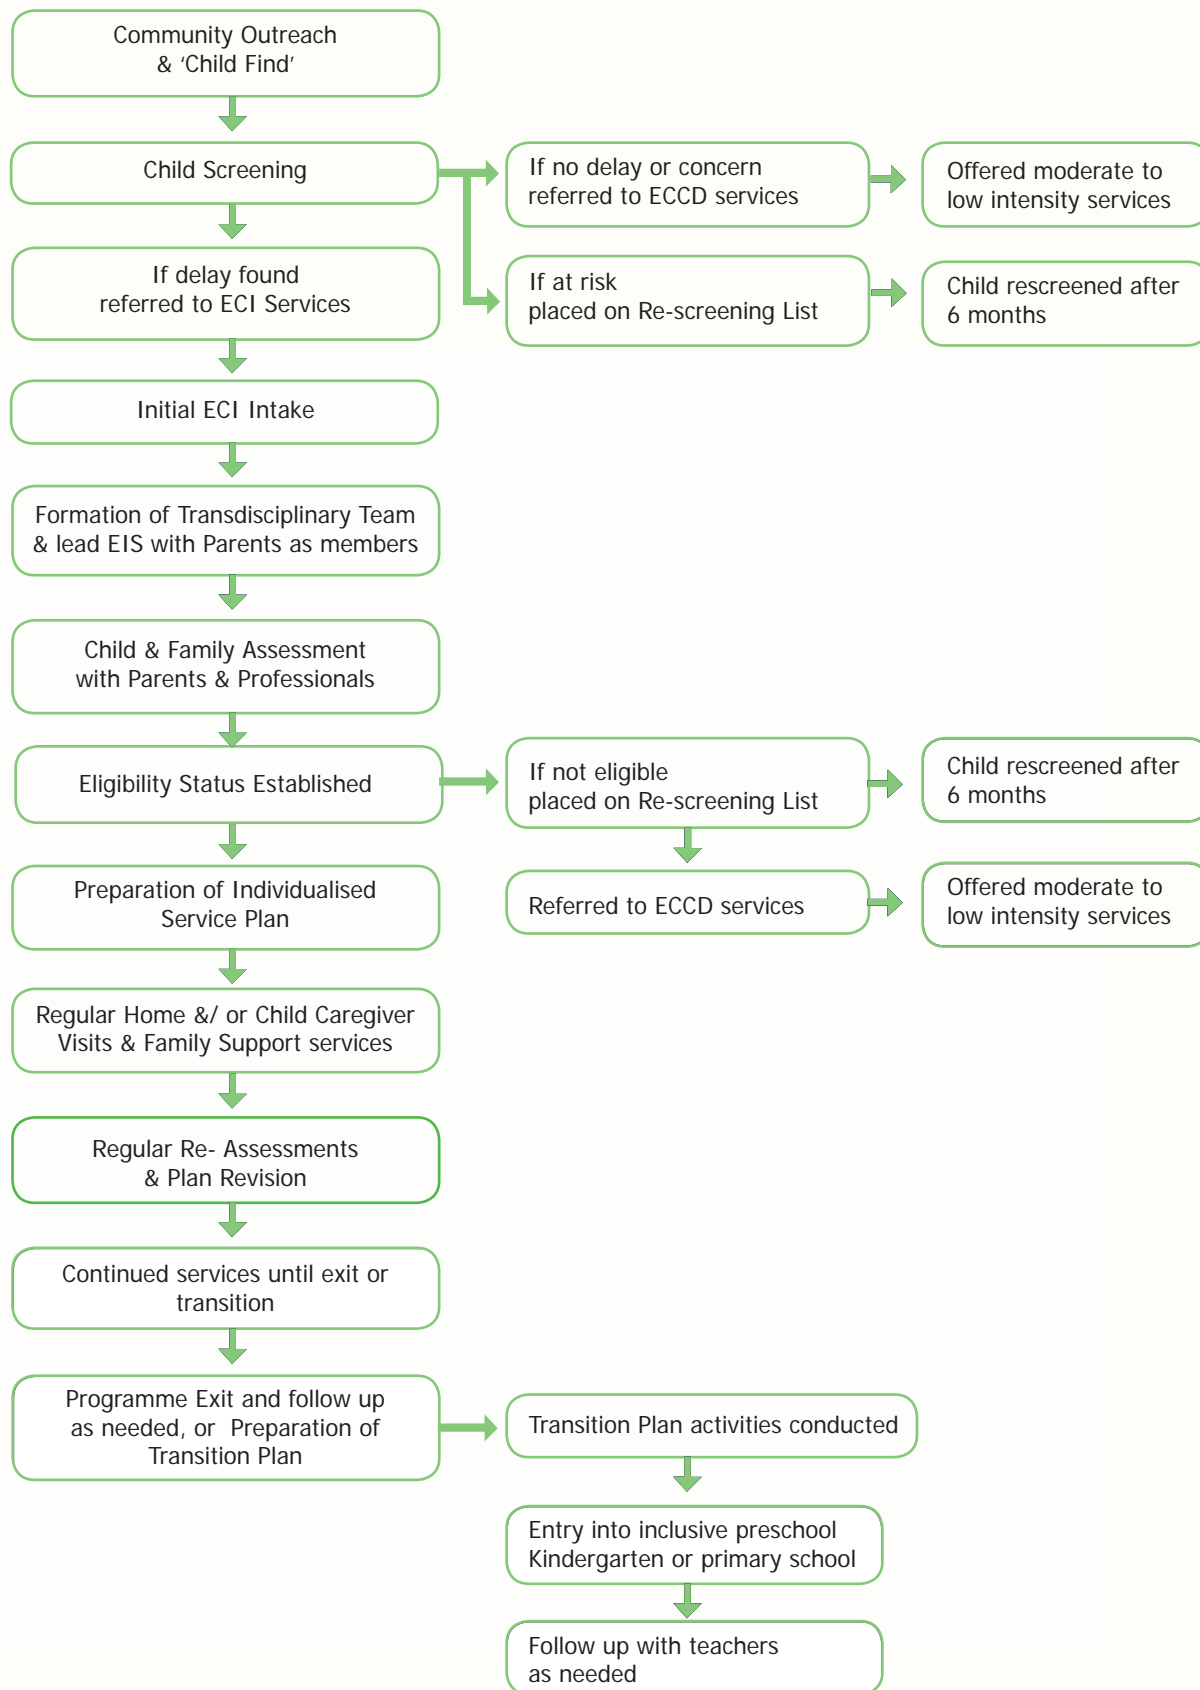 Community Outreach
& ‘Child Find’
Child Screening
If no delay or concern
referred to ECCD services
Offered moderate to
low intensity services
If delay found
referred to ECI Services
If at risk
placed on Re-screening List
Child rescreened after
6 months
Initial ECI Intake
Formation of Transdisciplinary Team
& lead EIS with Parents as members
Child & Family Assessment
with Parents & Professionals
Eligibility Status Established
If not eligible
placed on Re-screening List
Child rescreened after
6 months
Preparation of Individualised
Service Plan
Referred to ECCD services
Offered moderate to
low intensity services
Regular Home &/ or Child Caregiver
Visits & Family Support services
Regular Re- Assessments
& Plan Revision
Continued services until exit or
transition
Programme Exit and follow up
as needed, or Preparation of
Transition Plan
Transition Plan activities conducted
Entry into inclusive preschool
Kindergarten or primary school
Follow up with teachers
as needed